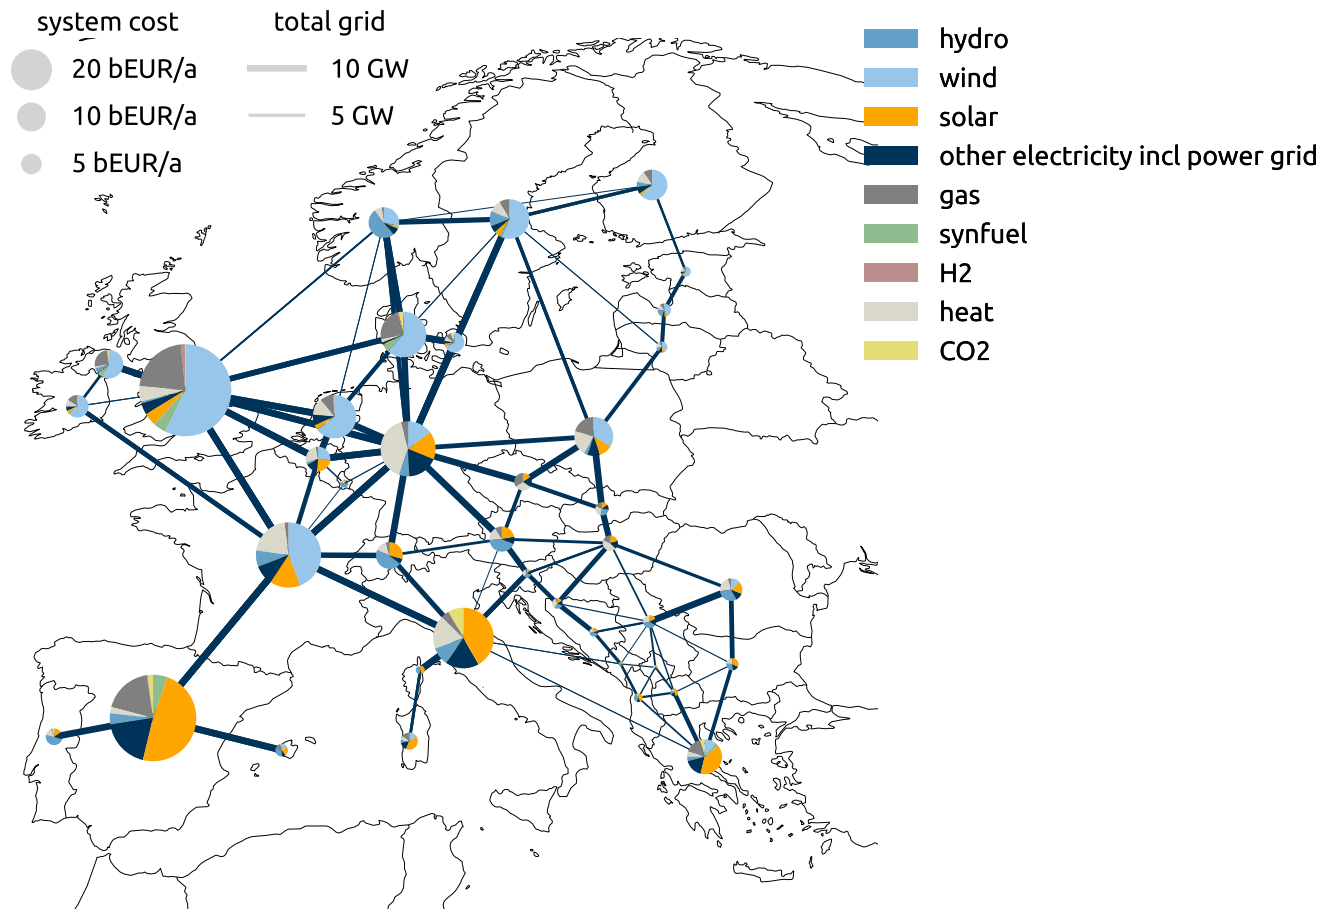 system cost
20 bEUR/a
10 bEUR/a
5 bEUR/a
total grid
10 GW
5 GW
hydro
wind
solar
other electricity incl power grid
gas
synfuel
H2
heat
CO2